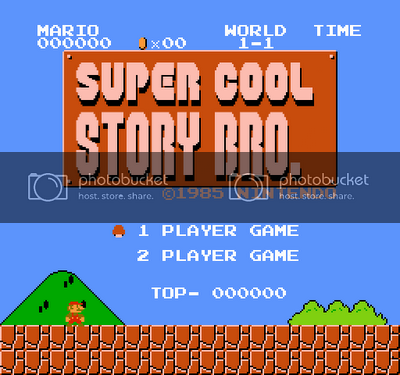 MARIO WORLD TIME
000000 ×00 1-1
SUPER COOL
STORY BRO.
photobucket photobucket
host. store. share. host. store. share.
©1985 NINTENDO
1 PLAYER GAME
2 PLAYER GAME
TOP- 000000